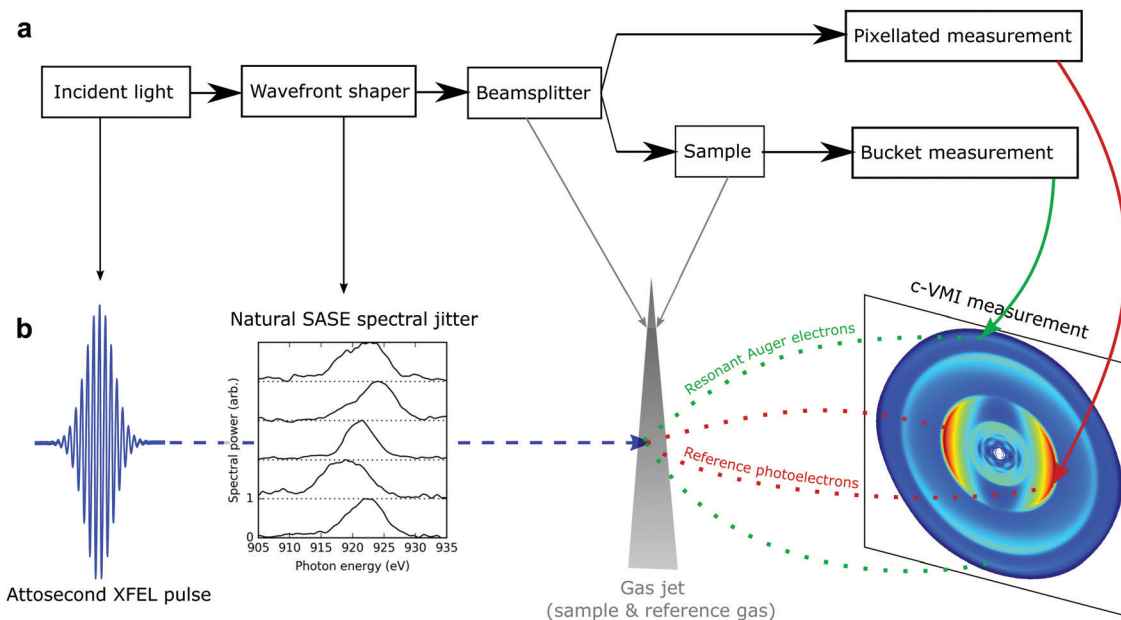 a
Pixellated measurement
Incident light
Wavefront shaper
Beamsplitter
Sample
Bucket measurement
c-VMI measurement
b
Natural SASE spectral jitter
Spectral power (arb.)
1
0
905 910 915 920 925 930 935
Photon energy (eV)
Resonant Auger electrons
Reference photoelectrons
Attosecond XFEL pulse
Gas jet
(sample & reference gas)